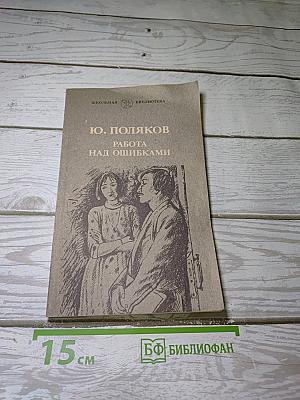 ШКОЛЬНАЯ БИБЛИОТЕКА
Ю. ПОЛЯКОВ
РАБОТА
НАД ОШИБКАМИ
15 см
БФ БИБЛИОФАН